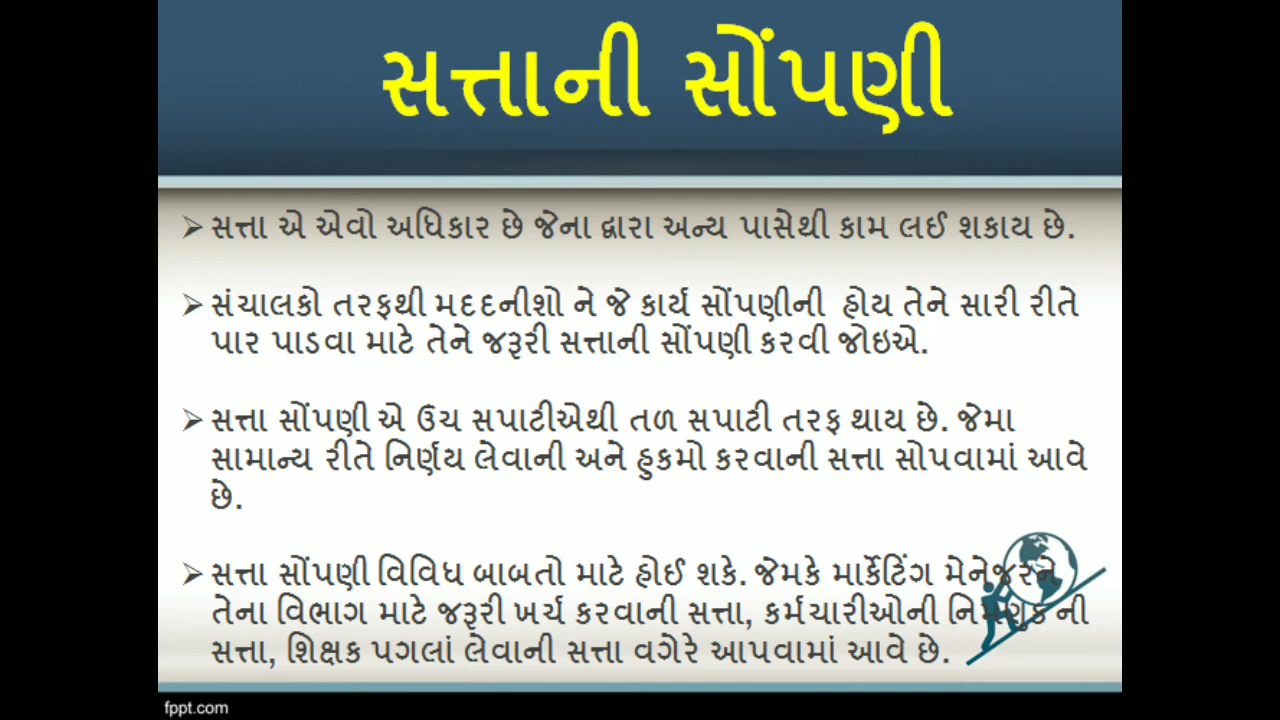 સત્તાની સોંપણી
➢ સત્તા એ એવો અધિકાર છે જેના દ્વારા અન્ય પાસેથી કામ લઈ શકાય છે.
➢ સંચાલકો તરફથી મદદનીશો ને જે કાર્ય સોંપણીની હોય તેને સારી રીતે
પાર પાડવા માટે તેને જરૂરી સત્તાની સોંપણી કરવી જોઇએ.
➢ સત્તા સોંપણી એ ઉચ સપાટીએથી તળ સપાટી તરફ થાય છે. જેમા
સામાન્ય રીતે નિર્ણય લેવાની અને હુકમો કરવાની સત્તા સોપવામાં આવે
છે.
➢ સત્તા સોંપણી વિવિધ બાબતો માટે હોઈ શકે. જેમકે માર્કેટિંગ મેનેજરને
તેના વિભાગ માટે જરૂરી ખર્ચ કરવાની સત્તા, કર્મચારીઓની નિમણુક ની
સત્તા, શિક્ષક પગલાં લેવાની સત્તા વગેરે આપવામાં આવે છે.
fppt.com